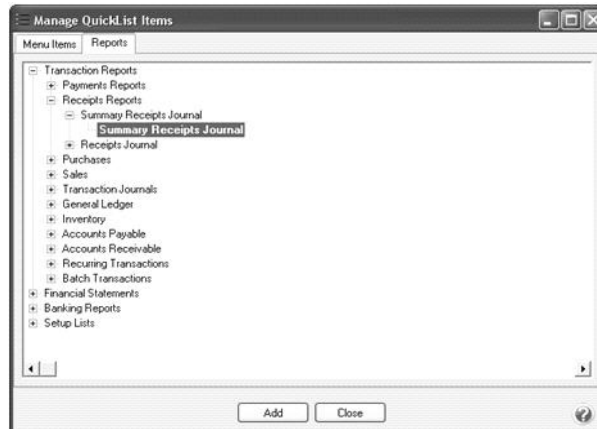 Manage QuickList Items
Menu Items Reports
Transaction Reports
Payments Reports
Receipts Reports
Summary Receipts Journal
Summary Receipts Journal
Receipts Journal
Purchases
Sales
Transaction Journals
General Ledger
Inventory
Accounts Payable
Accounts Receivable
Recurring Transactions
Batch Transactions
Financial Statements
Banking Reports
Setup Lists
Add Close